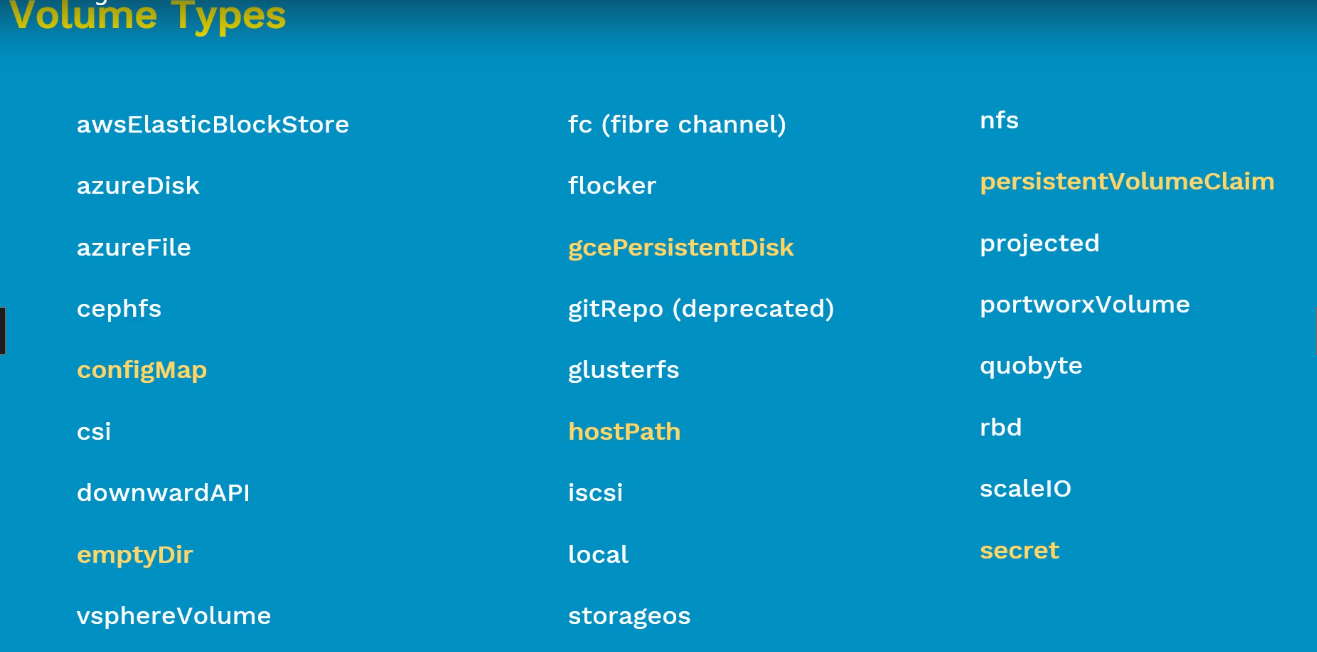 Volume Types
awsElasticBlockStore
azureDisk
azureFile
cephfs
configMap
csi
downwardAPI
emptyDir
vsphereVolume
fc (fibre channel)
flocker
gcePersistentDisk
gitRepo (deprecated)
glusterfs
hostPath
iscsi
local
storageos
nfs
persistentVolumeClaim
projected
portworxVolume
quobyte
rbd
scaleIO
secret